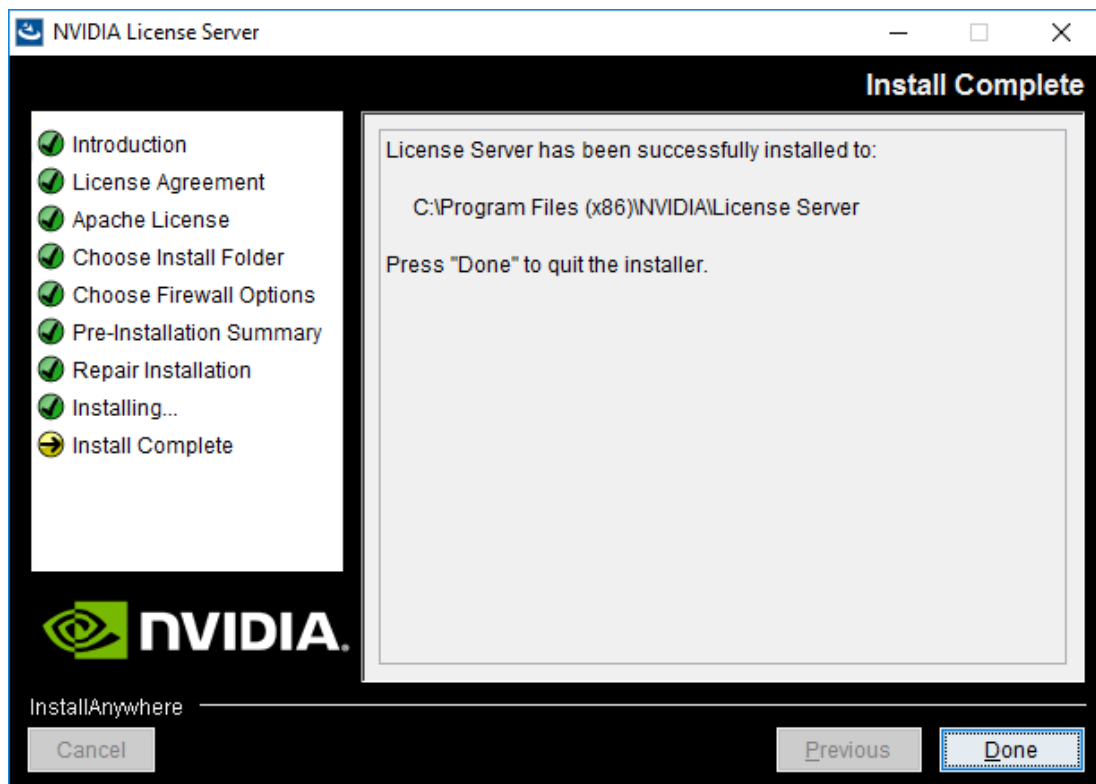 NVIDIA License Server
Install Complete
Introduction
License Agreement
Apache License
Choose Install Folder
Choose Firewall Options
Pre-Installation Summary
Repair Installation
Installing...
Install Complete
License Server has been successfully installed to:
C:\Program Files (x86)\NVIDIA\License Server
Press "Done" to quit the installer.
NVIDIA.
InstallAnywhere
Cancel
Previous
Done